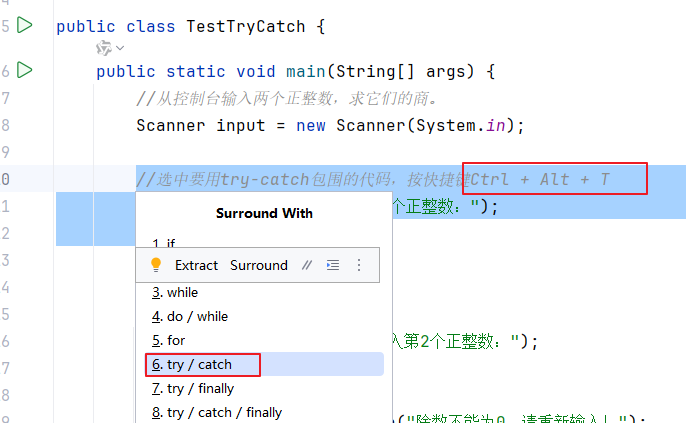 5 public class TestTryCatch {
6 public static void main(String[] args) {
7 //从控制台输入两个正整数，求它们的商。
8 Scanner input = new Scanner(System.in);
9
0 //选中要用try-catch包围的代码，按快捷键Ctrl + Alt + T
1 个正整数：");
2 Surround With
1. if
3 Extract Surround //
3. while
4 4. do / while
5 5. for
6 入第2个正整数：");
6. try / catch
7 7. try / finally
8 8. try / catch / finally
9 ("除数不能为0，请重新输入！");